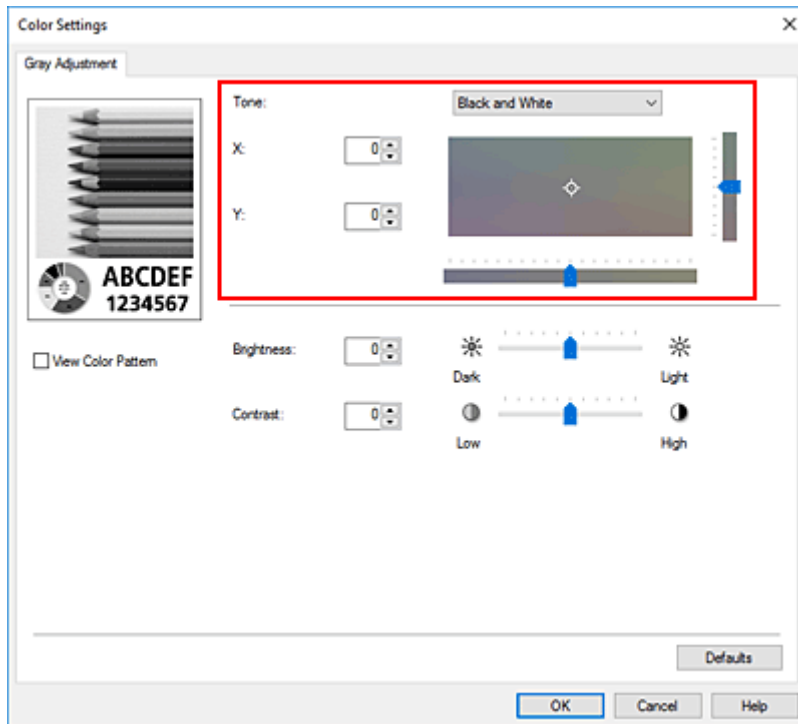 Color Settings
Gray Adjustment
Tone:
Black and White
X:
0
Y:
0
ABCDEF
1234567
View Color Pattern
Brightness:
0
Dark
Light
Contrast:
0
Low
High
Defaults
OK
Cancel
Help